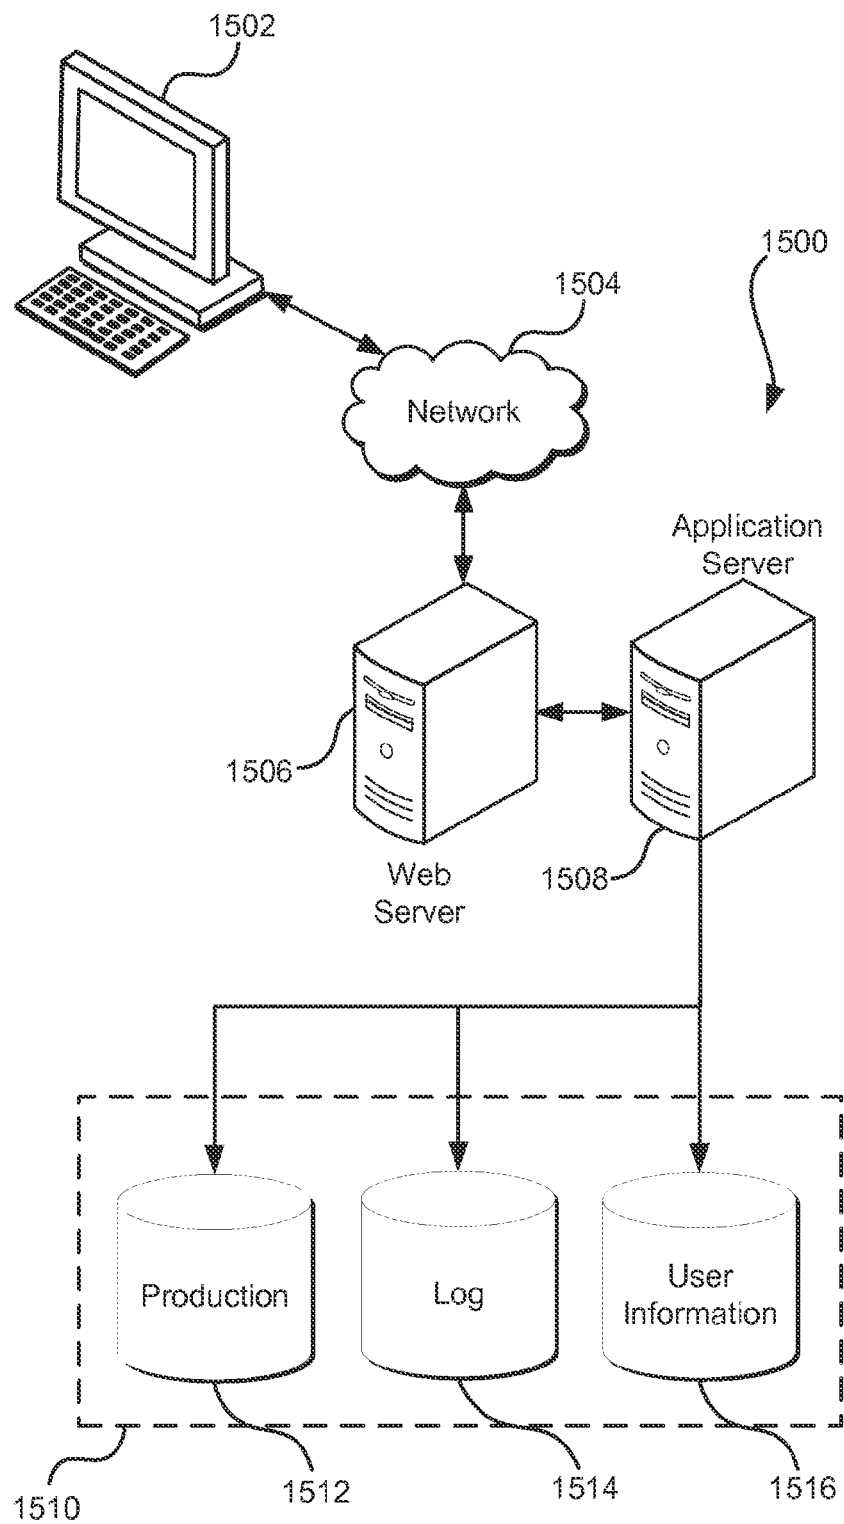 1502
1500
1504
Network
Application
Server
1506
Web
Server
1508
Production
Log
User
Information
1510
1512
1514
1516